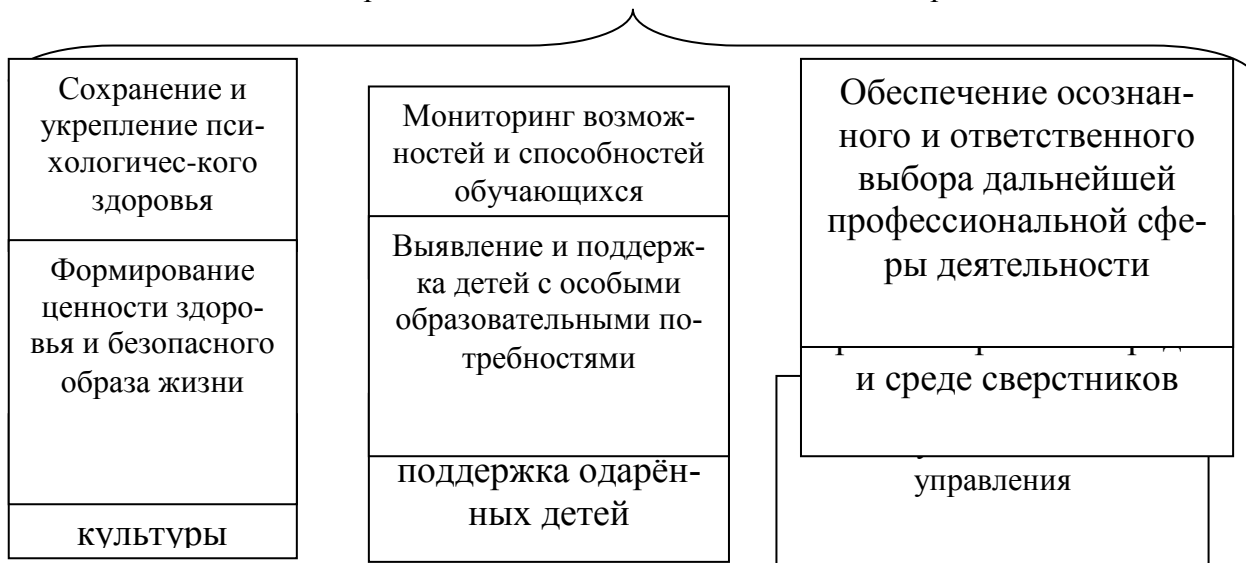 Сохранение и
укрепление пси-
хологичес-кого
здоровья
Формирование
ценности здоро-
вья и безопасного
образа жизни
культуры
Мониторинг возмож-
ностей и способностей
обучающихся
Выявление и поддерж-
ка детей с особыми
образовательными по-
требностями
поддержка одарён-
ных детей
Обеспечение осознан-
ного и ответственного
выбора дальнейшей
профессиональной сфе-
ры деятельности
и среде сверстников
управления